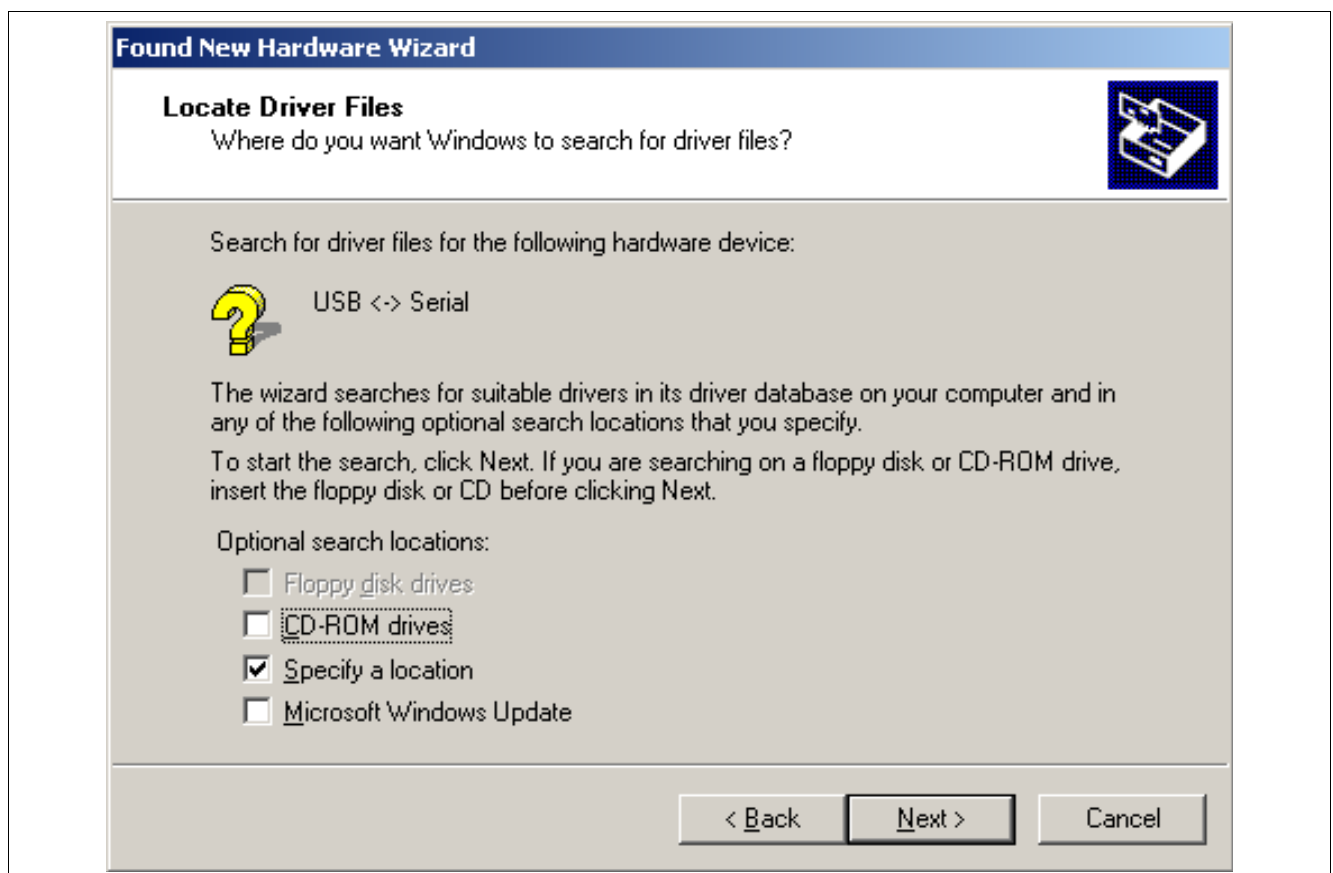 Found New Hardware Wizard
Locate Driver Files
Where do you want Windows to search for driver files?
Search for driver files for the following hardware device:
USB <-> Serial
The wizard searches for suitable drivers in its driver database on your computer and in
any of the following optional search locations that you specify.
To start the search, click Next. If you are searching on a floppy disk or CD-ROM drive,
insert the floppy disk or CD before clicking Next.
Optional search locations:
Floppy disk drives
CD-ROM drives
Specify a location
Microsoft Windows Update
< Back Next > Cancel